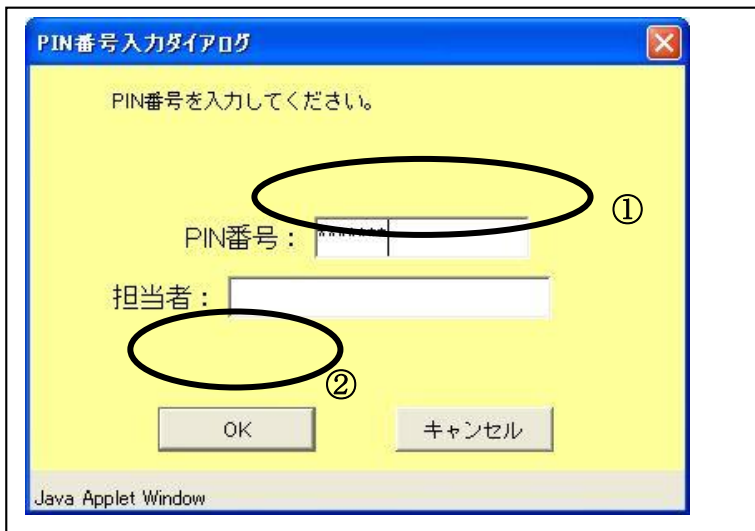 PIN番号入力ダイアログ
PIN番号を入力してください。
①
PIN番号： *******
担当者：
②
OK キャンセル
Java Applet Window